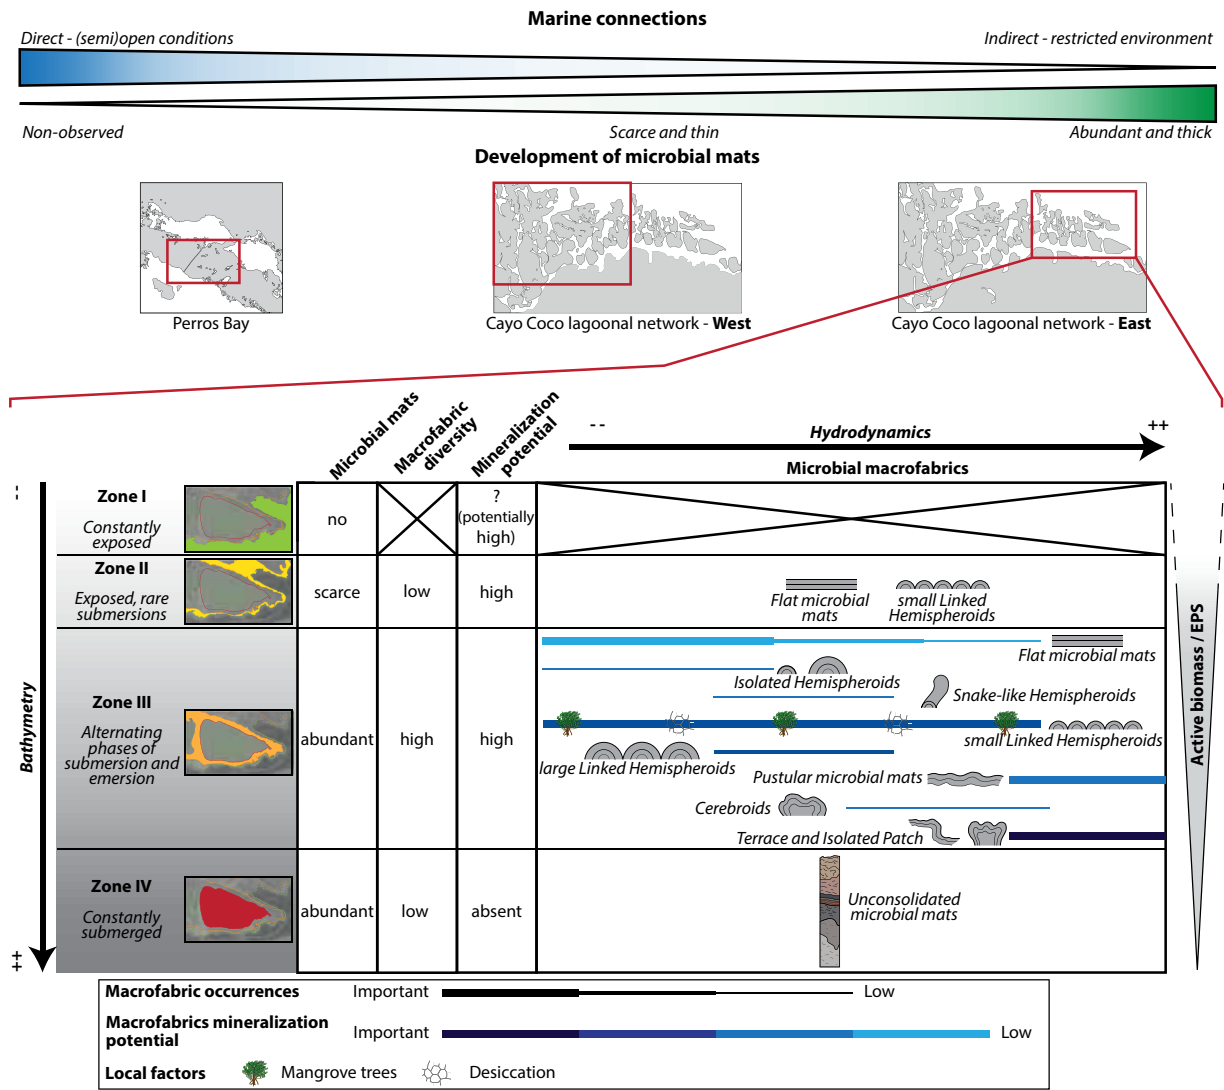 Marine connections
Direct - (semi)open conditions
Indirect - restricted environment
Non-observed
Scarce and thin
Abundant and thick
Development of microbial mats
Perros Bay
Cayo Coco lagoonal network - West
Cayo Coco lagoonal network - East
Microbial mats
Macrofabric
diversity
Mineralization
potential
- -
Hydrodynamics
++
Microbial macrofabrics
Bathymetry
--
++
Active biomass / EPS
Zone I
Constantly
exposed
no
?
(potentially
high)
Zone II
Exposed, rare
submersions
scarce
low
high
Flat microbial
mats
small Linked
Hemispheroids
Zone III
Alternating
phases of
submersion and
emersion
abundant
high
high
Flat microbial mats
Isolated Hemispheroids
Snake-like Hemispheroids
small Linked Hemispheroids
large Linked Hemispheroids
Pustular microbial mats
Cerebroids
Terrace and Isolated Patch
Zone IV
Constantly
submerged
abundant
low
absent
Unconsolidated
microbial mats
Macrofabric occurrences
Important
Low
Macrofabrics mineralization
potential
Important
Low
Local factors
Mangrove trees
Desiccation